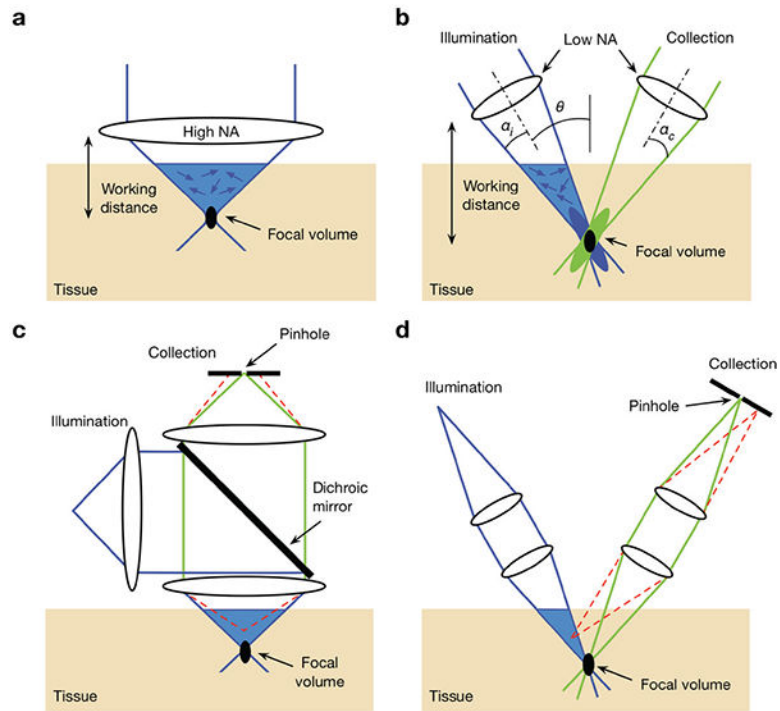 a
High NA
Working
distance
Focal volume
Tissue
b
Illumination
Low NA
Collection
αi
θ
αc
Working
distance
Focal volume
Tissue
c
Collection
Pinhole
Illumination
Dichroic
mirror
Focal
volume
Tissue
d
Illumination
Collection
Pinhole
Focal volume
Tissue